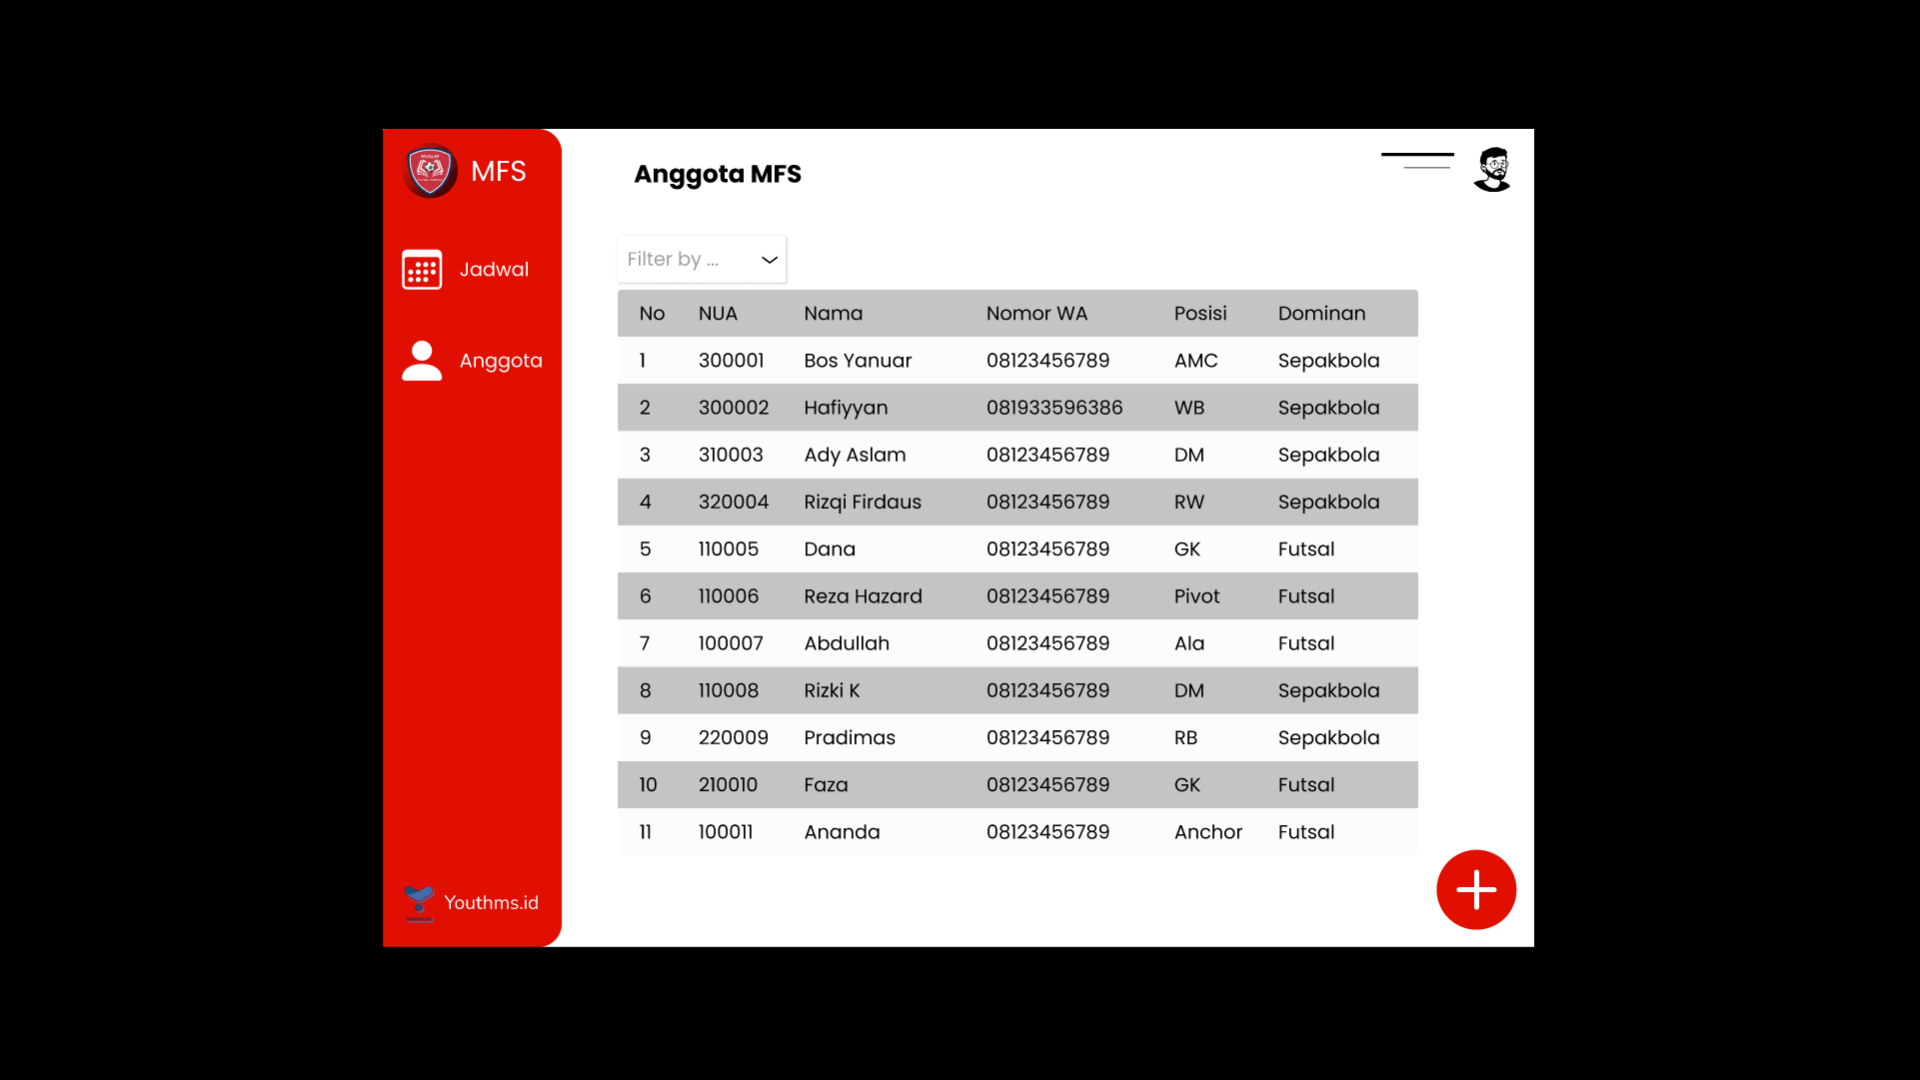 MFS
Jadwal
Anggota
Youthms.id
Anggota MFS
Filter by ...
No NUA Nama Nomor WA Posisi Dominan
1 300001 Bos Yanuar 08123456789 AMC Sepakbola
2 300002 Hafiyyan 081933596386 WB Sepakbola
3 310003 Ady Aslam 08123456789 DM Sepakbola
4 320004 Rizqi Firdaus 08123456789 RW Sepakbola
5 110005 Dana 08123456789 GK Futsal
6 110006 Reza Hazard 08123456789 Pivot Futsal
7 100007 Abdullah 08123456789 Ala Futsal
8 110008 Rizki K 08123456789 DM Sepakbola
9 220009 Pradimas 08123456789 RB Sepakbola
10 210010 Faza 08123456789 GK Futsal
11 100011 Ananda 08123456789 Anchor Futsal